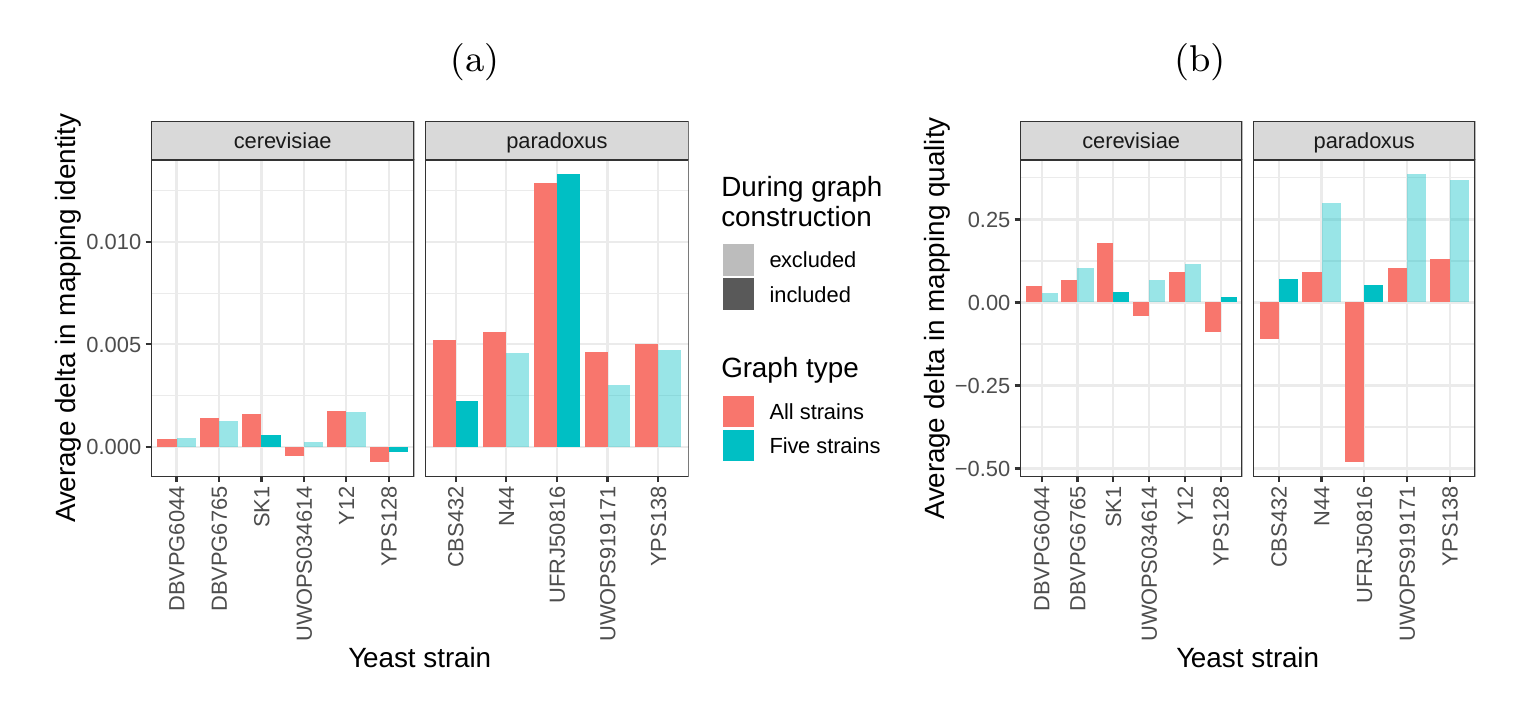 (a)
Average delta in mapping identity
cerevisiae
paradoxus
0.010
0.005
0.000
DBVPG6044
DBVPG6765
SK1
UWOPS034614
Y12
YPS128
CBS432
N44
UFRJ50816
UWOPS919171
YPS138
Yeast strain
During graph
construction
excluded
included
Graph type
All strains
Five strains
(b)
Average delta in mapping quality
cerevisiae
paradoxus
0.25
0.00
−0.25
−0.50
DBVPG6044
DBVPG6765
SK1
UWOPS034614
Y12
YPS128
CBS432
N44
UFRJ50816
UWOPS919171
YPS138
Yeast strain